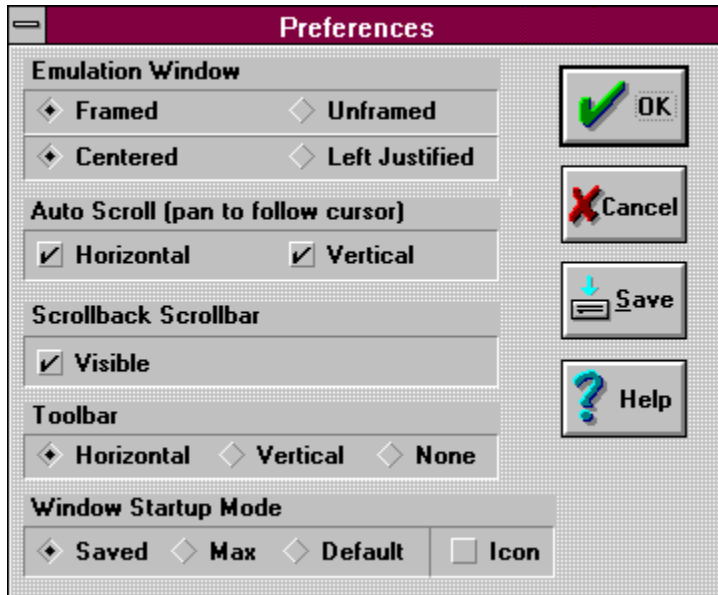 Preferences
Emulation Window
Framed Unframed
Centered Left Justified
Auto Scroll (pan to follow cursor)
Horizontal Vertical
Scrollback Scrollbar
Visible
Toolbar
Horizontal Vertical None
Window Startup Mode
Saved Max Default Icon
OK
Cancel
Save
Help